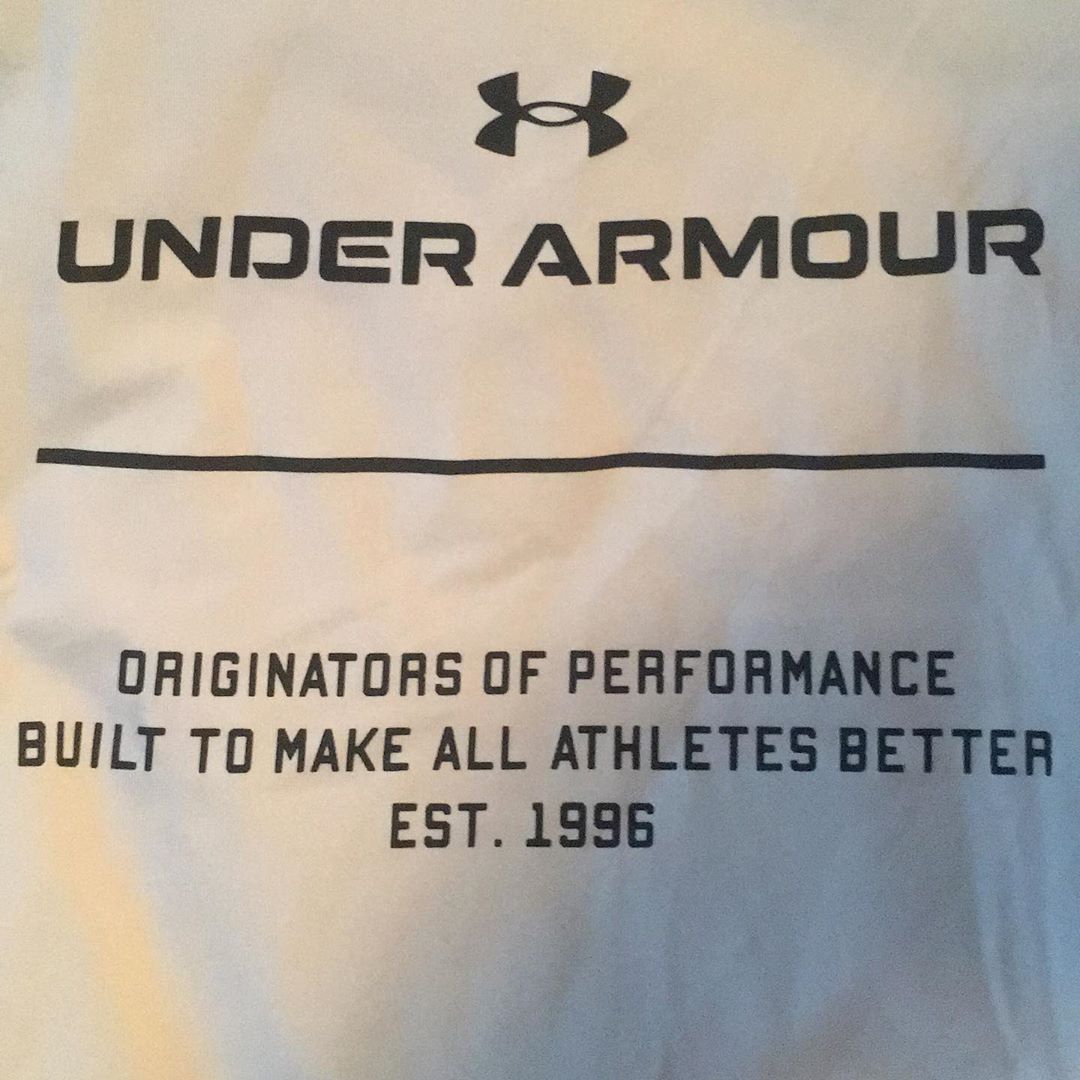 UNDER ARMOUR
ORIGINATORS OF PERFORMANCE
BUILT TO MAKE ALL ATHLETES BETTER
EST. 1996